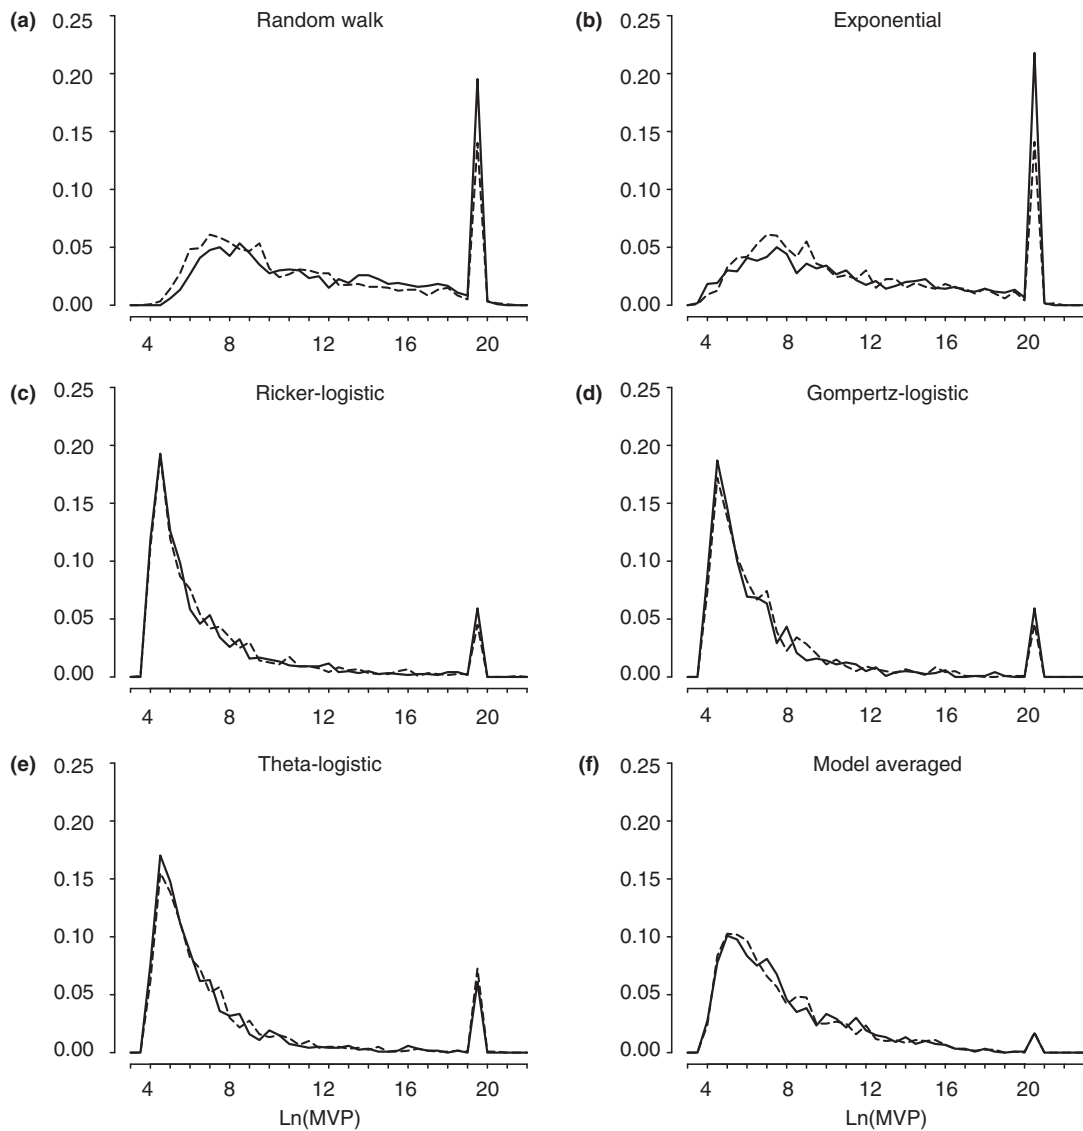 (a) Random walk
0.25
0.20
0.15
0.10
0.05
0.00
4 8 12 16 20
(b) Exponential
0.25
0.20
0.15
0.10
0.05
0.00
4 8 12 16 20
(c) Ricker-logistic
0.25
0.20
0.15
0.10
0.05
0.00
4 8 12 16 20
(d) Gompertz-logistic
0.25
0.20
0.15
0.10
0.05
0.00
4 8 12 16 20
(e) Theta-logistic
0.25
0.20
0.15
0.10
0.05
0.00
4 8 12 16 20
Ln(MVP)
(f) Model averaged
0.25
0.20
0.15
0.10
0.05
0.00
4 8 12 16 20
Ln(MVP)